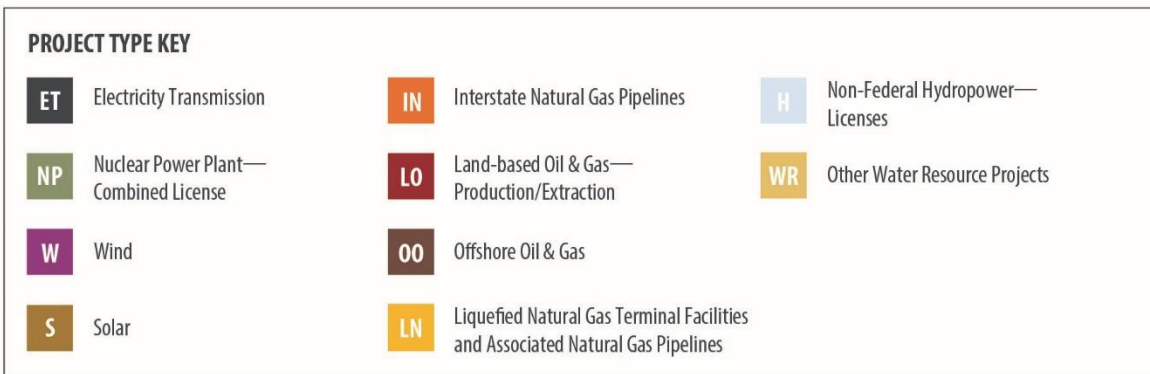 PROJECT TYPE KEY
ET Electricity Transmission
NP Nuclear Power Plant—
Combined License
W Wind
S Solar
IN Interstate Natural Gas Pipelines
LO Land-based Oil & Gas—
Production/Extraction
OO Offshore Oil & Gas
LN Liquefied Natural Gas Terminal Facilities
and Associated Natural Gas Pipelines
H Non-Federal Hydropower—
Licenses
WR Other Water Resource Projects